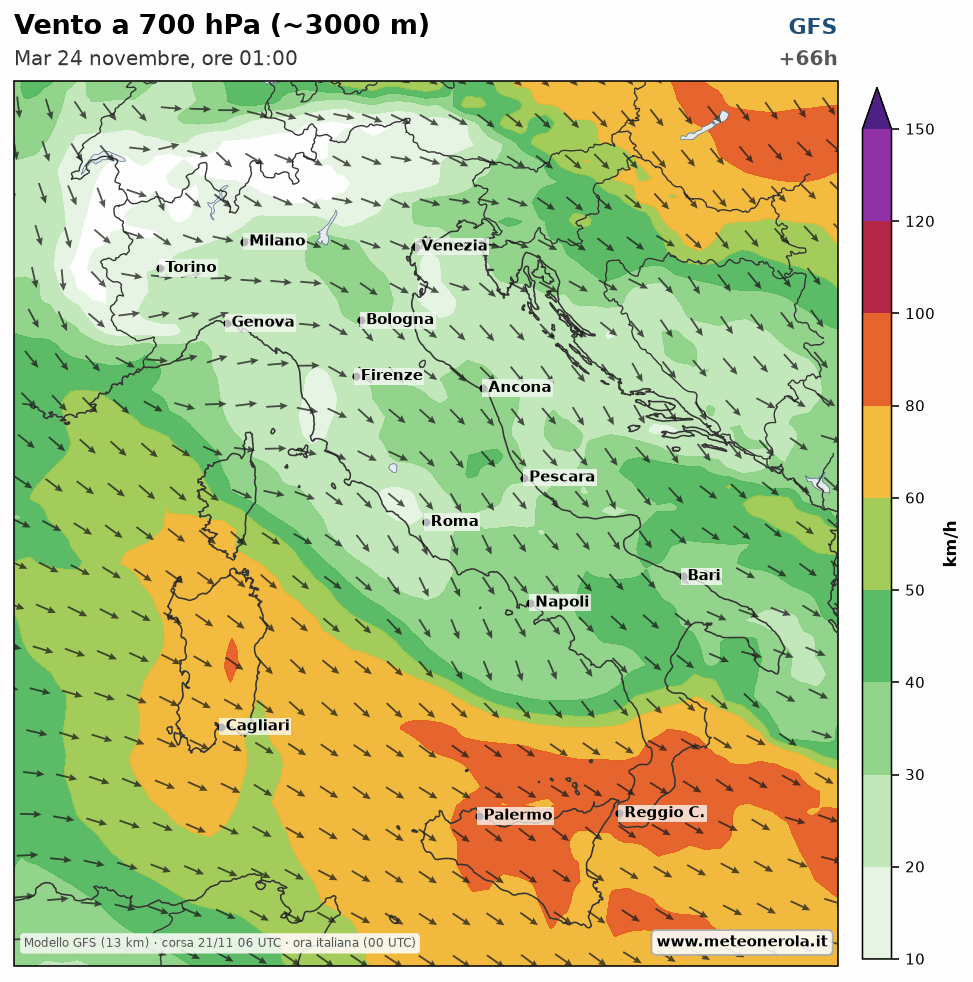 Vento a 700 hPa (~3000 m)
GFS
Mar 24 novembre, ore 01:00
+66h
Milano
Venezia
Torino
Genova
Bologna
Firenze
Ancona
Pescara
Roma
Bari
Napoli
Cagliari
Palermo
Reggio C.
150
120
100
80
60
50
40
30
20
10
km/h
Modello GFS (13 km) · corsa 21/11 06 UTC · ora italiana (00 UTC)
www.meteonerola.it